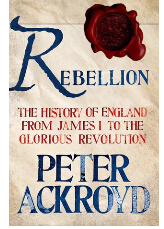 REBELLION
THE HISTORY OF ENGLAND
FROM JAMES I TO THE
GLORIOUS REVOLUTION
PETER
ACKROYD